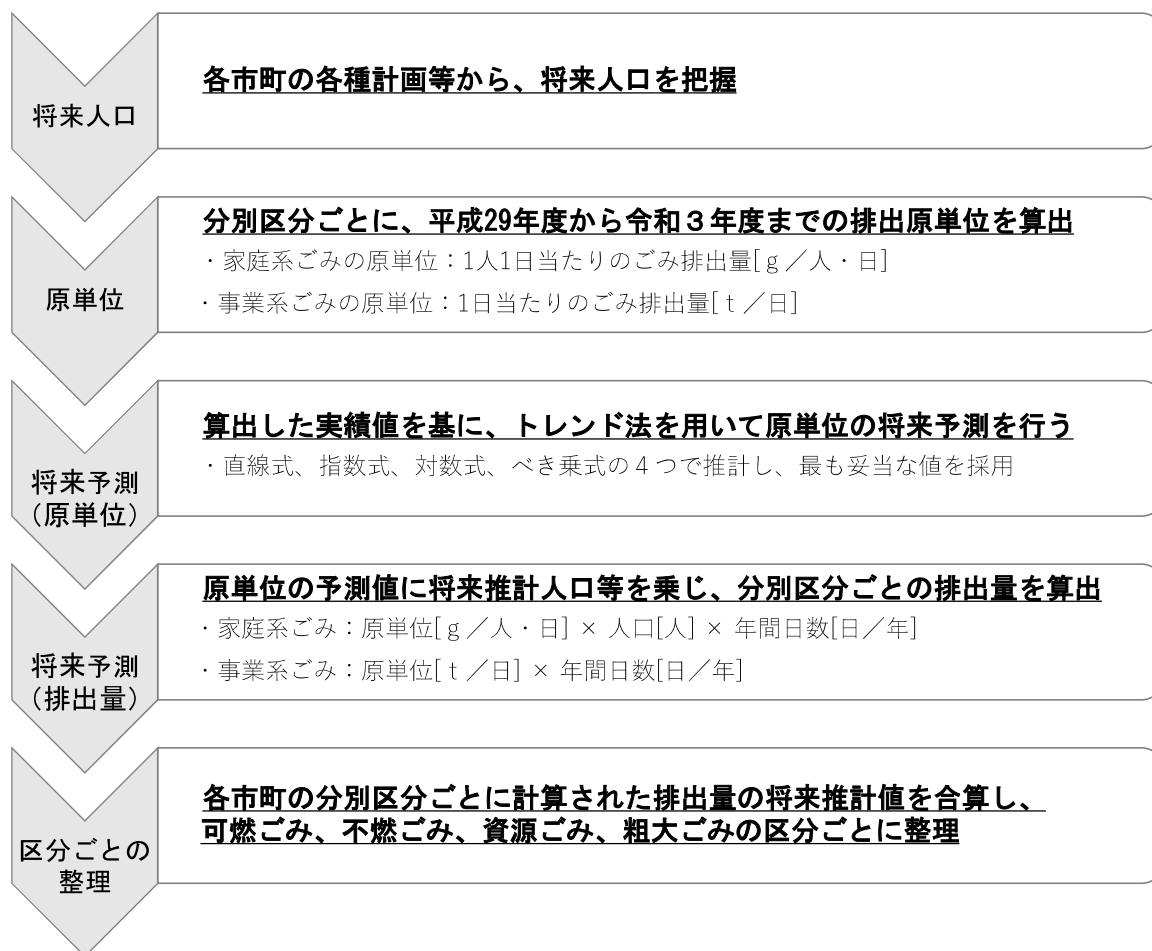 将来人口
各市町の各種計画等から、将来人口を把握
原単位
分別区分ごとに、平成29年度から令和３年度までの排出原単位を算出
・家庭系ごみの原単位：1人1日当たりのごみ排出量[ｇ／人・日]
・事業系ごみの原単位：1日当たりのごみ排出量[ｔ／日]
将来予測
（原単位）
算出した実績値を基に、トレンド法を用いて原単位の将来予測を行う
・直線式、指数式、対数式、べき乗式の４つで推計し、最も妥当な値を採用
将来予測
（排出量）
原単位の予測値に将来推計人口等を乗じ、分別区分ごとの排出量を算出
・家庭系ごみ：原単位[ｇ／人・日] × 人口[人] × 年間日数[日／年]
・事業系ごみ：原単位[ｔ／日] × 年間日数[日／年]
区分ごとの
整理
各市町の分別区分ごとに計算された排出量の将来推計値を合算し、
可燃ごみ、不燃ごみ、資源ごみ、粗大ごみの区分ごとに整理